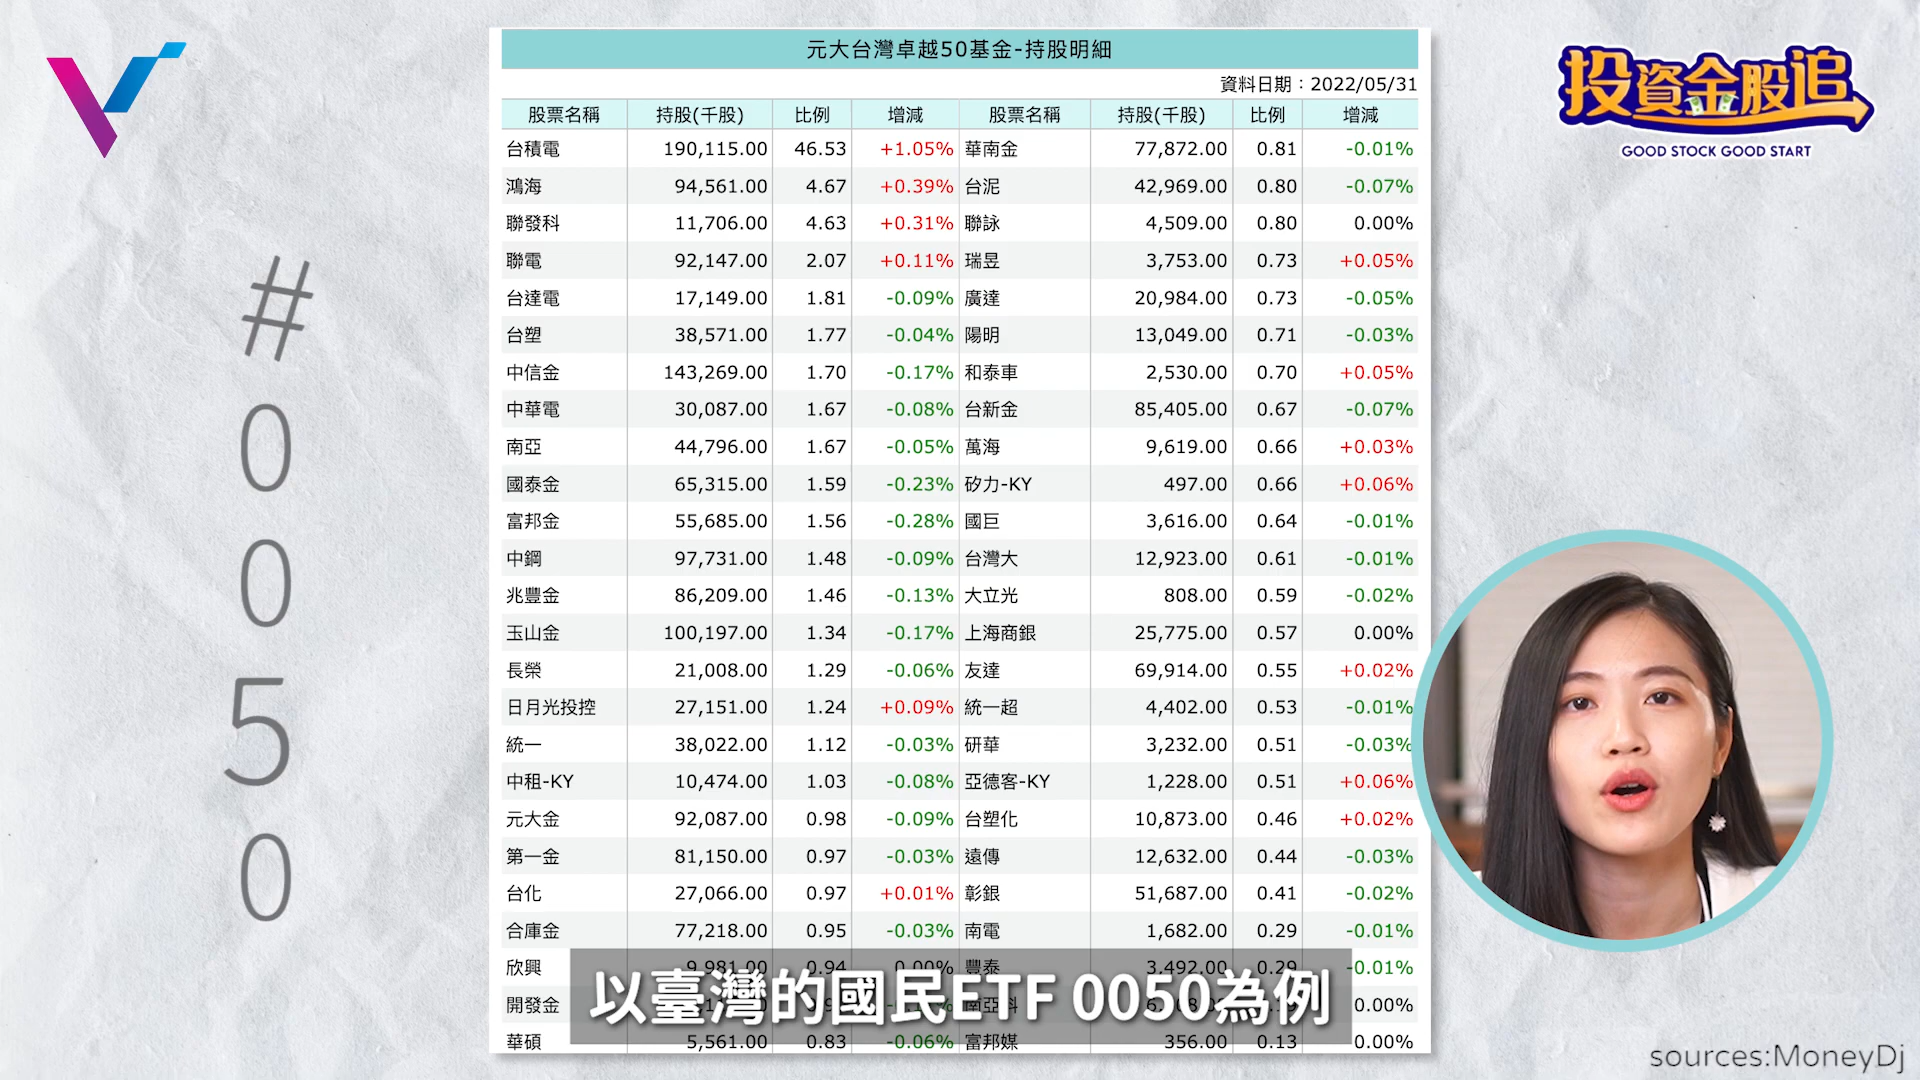 元大台灣卓越50基金-持股明細
資料日期：2022/05/31
股票名稱 持股(千股) 比例 增減 股票名稱 持股(千股) 比例 增減
台積電 190,115.00 46.53 +1.05% 華南金 77,872.00 0.81 -0.01%
鴻海 94,561.00 4.67 +0.39% 台泥 42,969.00 0.80 -0.07%
聯發科 11,706.00 4.63 +0.31% 聯詠 4,509.00 0.80 0.00%
聯電 92,147.00 2.07 +0.11% 瑞昱 3,753.00 0.73 +0.05%
台達電 17,149.00 1.81 -0.09% 廣達 20,984.00 0.73 -0.05%
台塑 38,571.00 1.77 -0.04% 陽明 13,049.00 0.71 -0.03%
中信金 143,269.00 1.70 -0.17% 和泰車 2,530.00 0.70 +0.05%
中華電 30,087.00 1.67 -0.08% 台新金 85,405.00 0.67 -0.07%
南亞 44,796.00 1.67 -0.05% 萬海 9,619.00 0.66 +0.03%
國泰金 65,315.00 1.59 -0.23% 矽力-KY 497.00 0.66 +0.06%
富邦金 55,685.00 1.56 -0.28% 國巨 3,616.00 0.64 -0.01%
中鋼 97,731.00 1.48 -0.09% 台灣大 12,923.00 0.61 -0.01%
兆豐金 86,209.00 1.46 -0.13% 大立光 808.00 0.59 -0.02%
玉山金 100,197.00 1.34 -0.17% 上海商銀 25,775.00 0.57 0.00%
長榮 21,008.00 1.29 -0.06% 友達 69,914.00 0.55 +0.02%
日月光投控 27,151.00 1.24 +0.09% 統一超 4,402.00 0.53 -0.01%
統一 38,022.00 1.12 -0.03% 研華 3,232.00 0.51 -0.03%
中租-KY 10,474.00 1.03 -0.08% 亞德客-KY 1,228.00 0.51 +0.06%
元大金 92,087.00 0.98 -0.09% 台塑化 10,873.00 0.46 +0.02%
第一金 81,150.00 0.97 -0.03% 遠傳 12,632.00 0.44 -0.03%
台化 27,066.00 0.97 +0.01% 彰銀 51,687.00 0.41 -0.02%
合庫金 77,218.00 0.95 -0.03% 南電 1,682.00 0.29 -0.01%
欣興 9,981.00 0.94 0.00% 豐泰 3,492.00 0.29 -0.01%
開發金 南亞科 0.00%
華碩 5,561.00 0.83 -0.06% 富邦媒 356.00 0.13 0.00%
以臺灣的國民ETF 0050為例
#0050
投資金股追
GOOD STOCK GOOD START
sources:MoneyDj